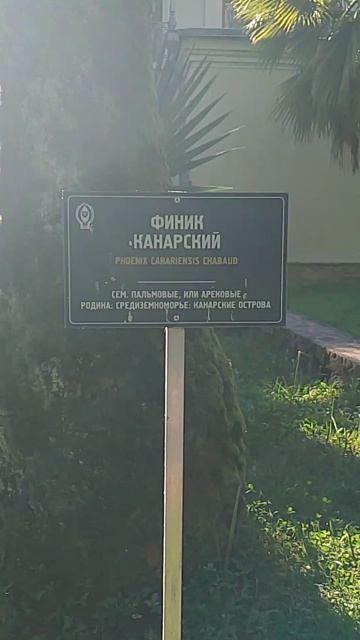 ФИНИК
КАНАРСКИЙ
PHOENIX CANARIENSIS CHABAUD
СЕМ. ПАЛЬМОВЫЕ, ИЛИ АРЕКОВЫЕ
РОДИНА: СРЕДИЗЕМНОМОРЬЕ: КАНАРСКИЕ ОСТРОВА